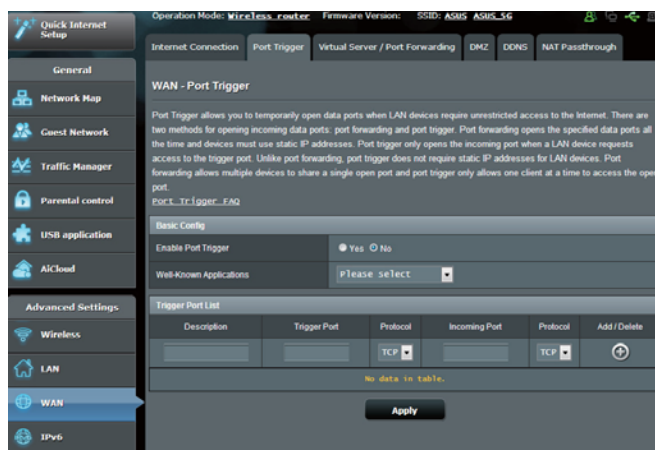 Quick Internet
Setup
Operation Mode: Wireless router Firmware Version: SSID: ASUS ASUS_5G
Internet Connection Port Trigger Virtual Server / Port Forwarding DMZ DDNS NAT Passthrough
General
Network Map
Guest Network
Traffic Manager
Parental control
USB application
AiCloud
Advanced Settings
Wireless
LAN
WAN
IPv6
WAN - Port Trigger
Port Trigger allows you to temporarily open data ports when LAN devices require unrestricted access to the Internet. There are
two methods for opening incoming data ports: port forwarding and port trigger. Port forwarding opens the specified data ports all
the time and devices must use static IP addresses. Port trigger only opens the incoming port when a LAN device requests
access to the trigger port. Unlike port forwarding, port trigger does not require static IP addresses for LAN devices. Port
forwarding allows multiple devices to share a single open port and port trigger only allows one client at a time to access the open
port.
Port Trigger FAQ
Basic Config
Enable Port Trigger Yes No
Well-Known Applications Please select
Trigger Port List
Description Trigger Port Protocol Incoming Port Protocol Add / Delete
TCP TCP
No data in table.
Apply